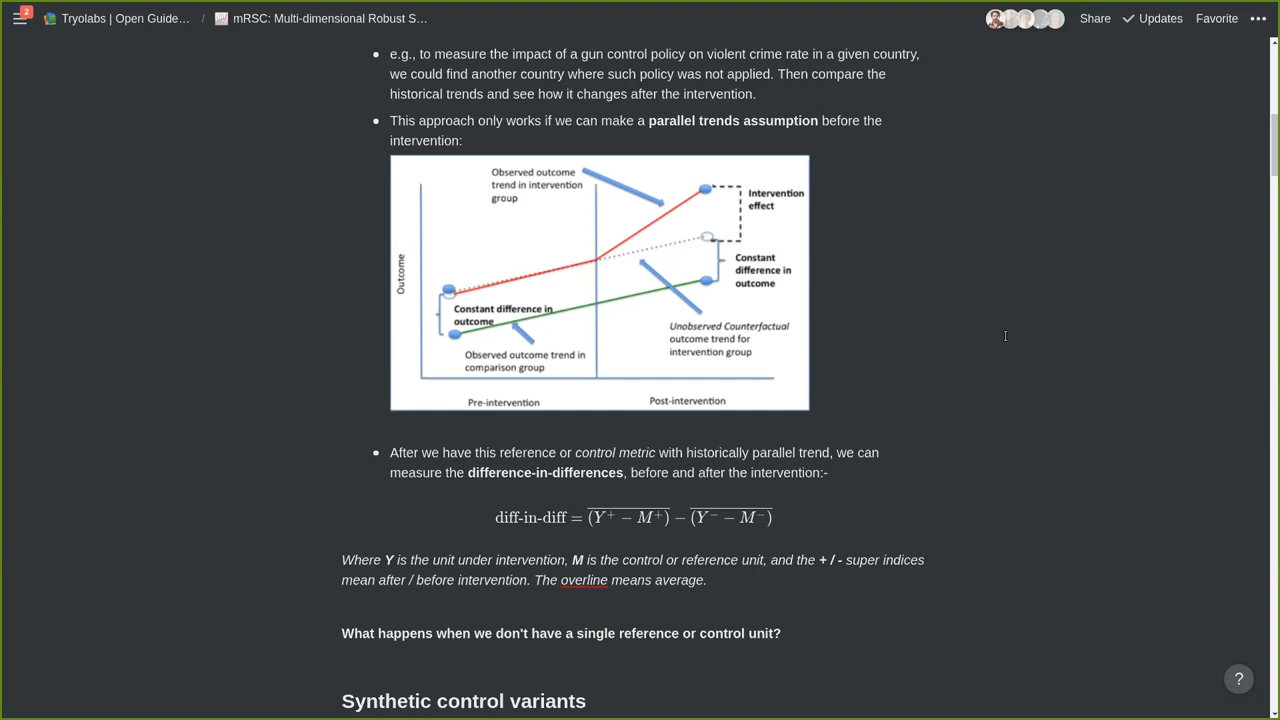 2
Tryolabs | Open Guide… / mRSC: Multi-dimensional Robust S… Share Updates Favorite
e.g., to measure the impact of a gun control policy on violent crime rate in a given country,
we could find another country where such policy was not applied. Then compare the
historical trends and see how it changes after the intervention.
This approach only works if we can make a parallel trends assumption before the
intervention:
Observed outcome
trend in intervention
group
Intervention
effect
Outcome
Constant
difference in
outcome
Constant difference in
outcome
Unobserved Counterfactual
outcome trend for
intervention group
Observed outcome trend in
comparison group
Pre-intervention
Post-intervention
After we have this reference or control metric with historically parallel trend, we can
measure the difference-in-differences, before and after the intervention:-
diff-in-diff = \overline{(Y⁺ − M⁺)} − \overline{(Y⁻ − M⁻)}
Where Y is the unit under intervention, M is the control or reference unit, and the + / - super indices
mean after / before intervention. The overline means average.
What happens when we don't have a single reference or control unit?
Synthetic control variants
?